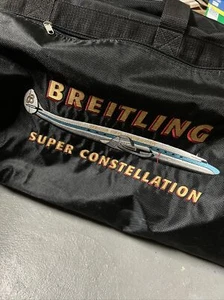 BREITLING
SUPER CONSTELLATION